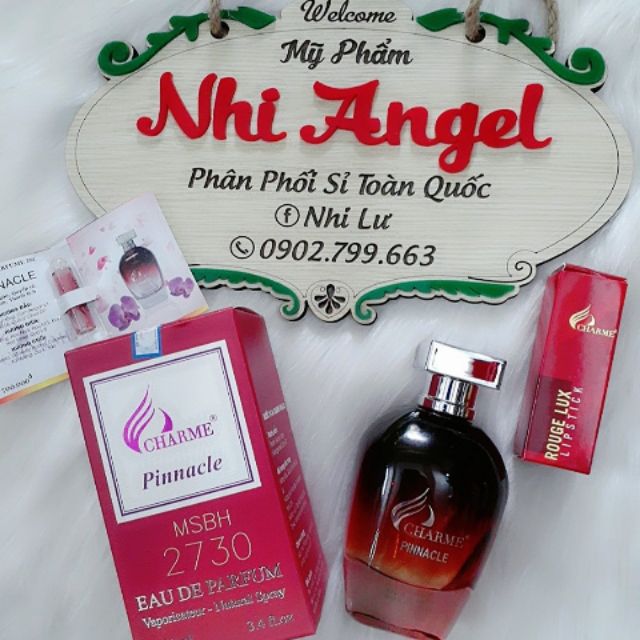 Welcome
Mỹ Phẩm
Nhi Angel
Phân Phối Sỉ Toàn Quốc
Nhi Lư
0902.799.663
CHARME®
Pinnacle
MSBH
2730
EAU DE PARFUM
Vaporisateur - Natural Spray
3.4 fl.oz
CHARME®
PINNACLE
CHARME®
ROUGE LUX
LIPSTICK